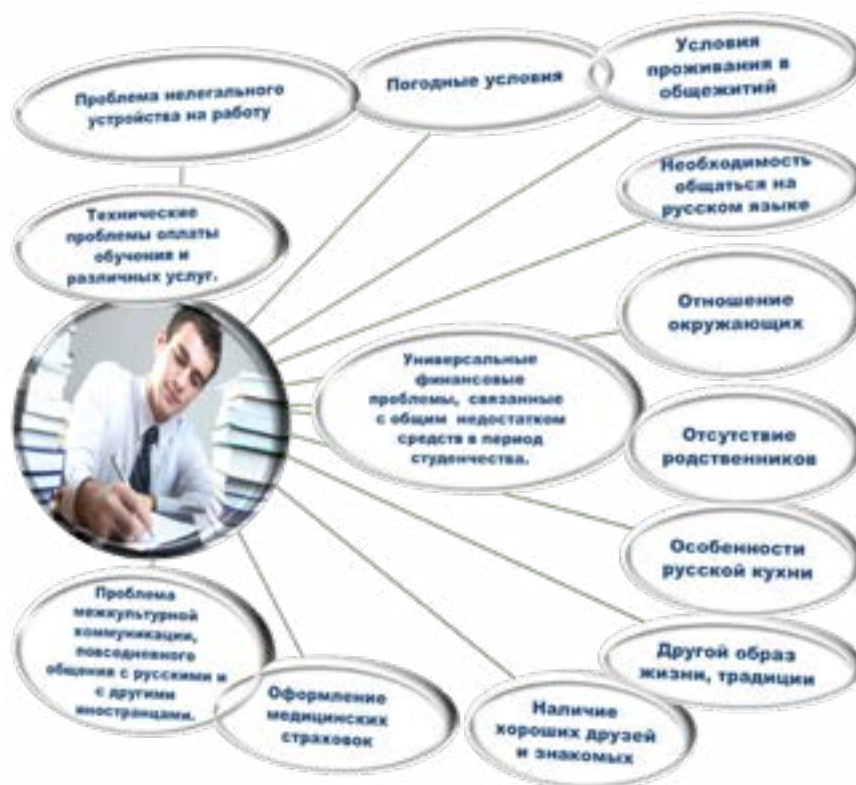 Проблема нелегального
устройства на работу
Погодные условия
Условия
проживания в
общежитий
Необходимость
общаться на
русском языке
Технические
проблемы оплаты
обучения и
различных услуг.
Отношение
окружающих
Универсальные
финансовые
проблемы, связанные
с общим недостатком
средств в период
студенчества.
Отсутствие
родственников
Особенности
русской кухни
Другой образ
жизни, традиции
Наличие
хороших друзей
и знакомых
Оформление
медицинских
страховок
Проблема
межкультурной
коммуникации,
повседневного
общения с русскими и
с другими
иностранцами.